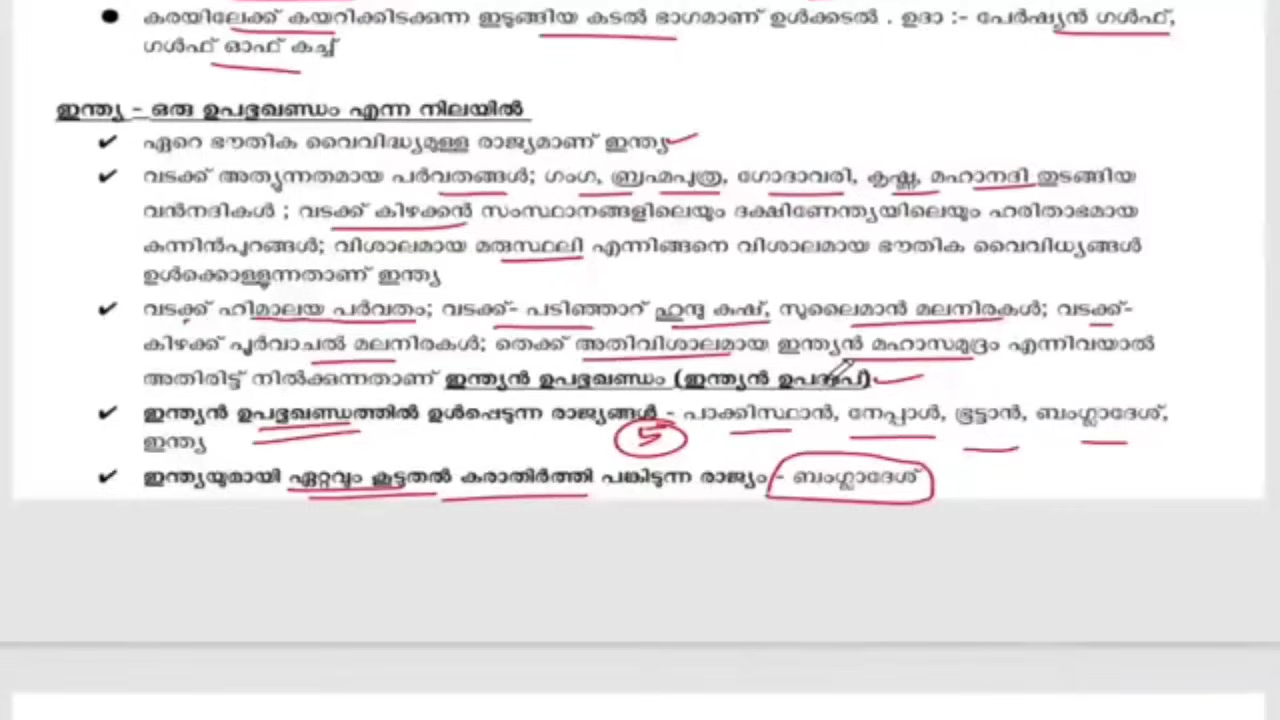 ● കരയിലേക്ക് കയറിക്കിടക്കുന്ന ഇടുങ്ങിയ കടൽ ഭാഗമാണ് ഉൾക്കടൽ . ഉദാ :- പേർഷ്യൻ ഗൾഫ്,
ഗൾഫ് ഓഫ് കച്ച്
ഇന്ത്യ - ഒരു ഉപഭൂഖണ്ഡം എന്ന നിലയിൽ
✔ ഏറെ ഭൗതിക വൈവിദ്ധ്യമുള്ള രാജ്യമാണ് ഇന്ത്യ
✔ വടക്ക് അത്യുന്നതമായ പർവതങ്ങൾ; ഗംഗ, ബ്രഹ്മപുത്ര, ഗോദാവരി, കൃഷ്ണ, മഹാനദി തുടങ്ങിയ
വൻനദികൾ ; വടക്ക് കിഴക്കൻ സംസ്ഥാനങ്ങളിലെയും ദക്ഷിണേന്ത്യയിലെയും ഹരിതാഭമായ
കുന്നിൻപുറങ്ങൾ; വിശാലമായ മരുസ്ഥലി എന്നിങ്ങനെ വിശാലമായ ഭൗതിക വൈവിധ്യങ്ങൾ
ഉൾക്കൊള്ളുന്നതാണ് ഇന്ത്യ
✔ വടക്ക് ഹിമാലയ പർവതം; വടക്ക്- പടിഞ്ഞാറ് ഹിന്ദു കുഷ്, സുലൈമാൻ മലനിരകൾ; വടക്ക്-
കിഴക്ക് പൂർവാചൽ മലനിരകൾ; തെക്ക് അതിവിശാലമായ ഇന്ത്യൻ മഹാസമുദ്രം എന്നിവയാൽ
അതിരിട്ട് നിൽക്കുന്നതാണ് ഇന്ത്യൻ ഉപഭൂഖണ്ഡം (ഇന്ത്യൻ ഉപദ്വീപ്)
✔ ഇന്ത്യൻ ഉപഭൂഖണ്ഡത്തിൽ ഉൾപ്പെടുന്ന രാജ്യങ്ങൾ - പാക്കിസ്ഥാൻ, നേപ്പാൾ, ഭൂട്ടാൻ, ബംഗ്ലാദേശ്,
ഇന്ത്യ 5
✔ ഇന്ത്യയുമായി ഏറ്റവും കൂടുതൽ കരാതിർത്തി പങ്കിടുന്ന രാജ്യം - ബംഗ്ലാദേശ്